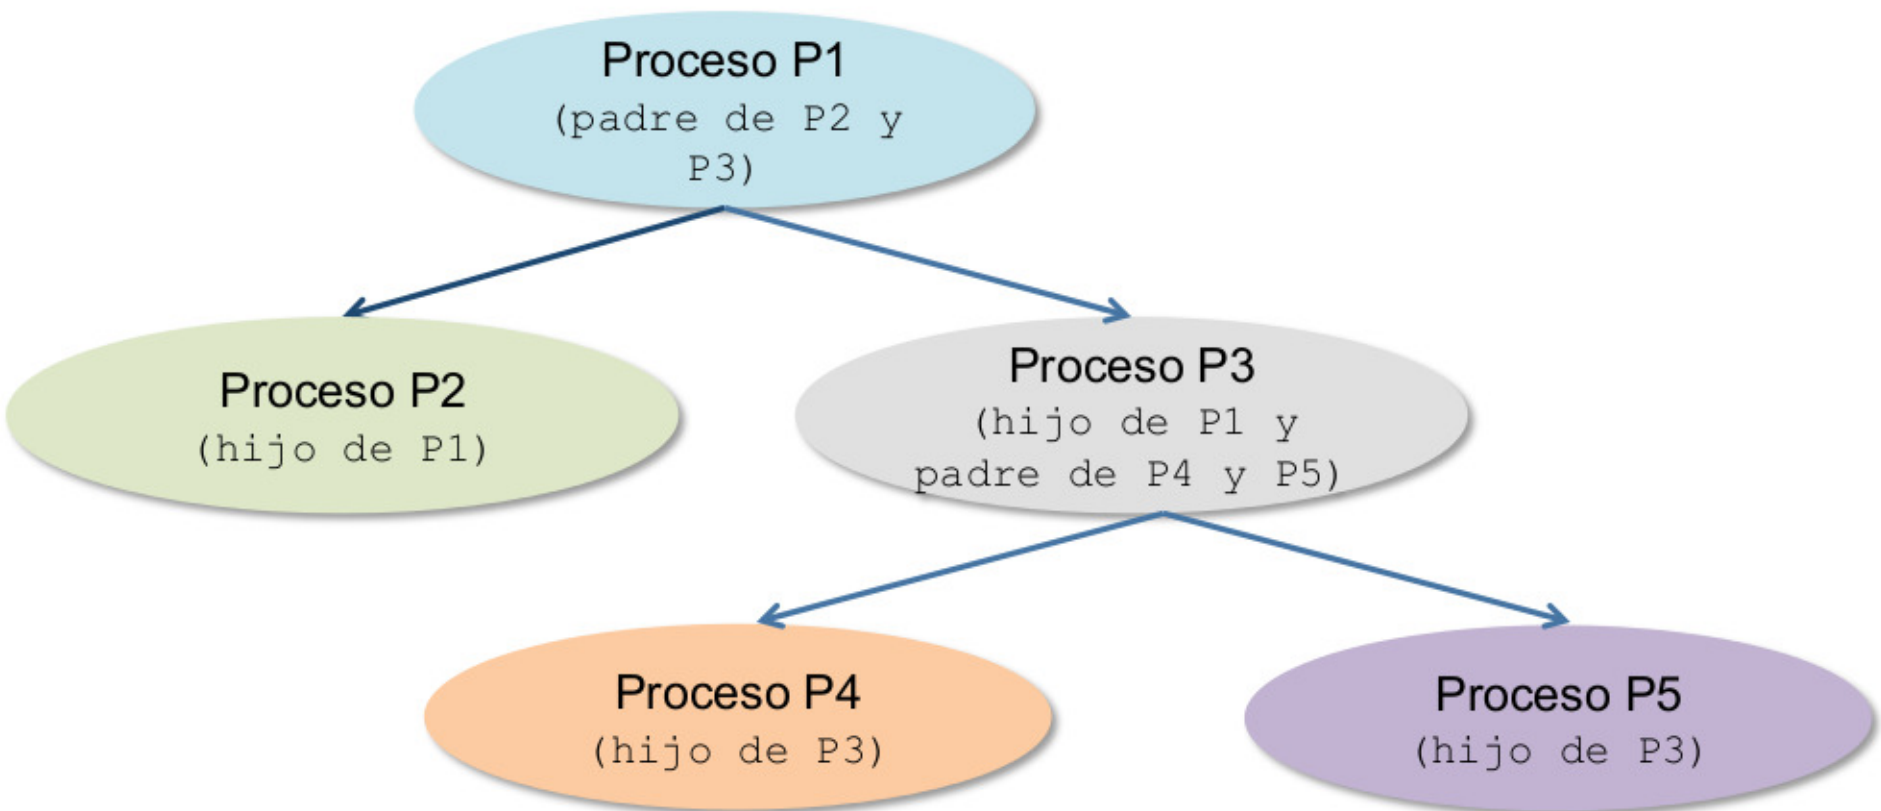 Proceso P1
(padre de P2 y
P3)
Proceso P2
(hijo de P1)
Proceso P3
(hijo de P1 y
padre de P4 y P5)
Proceso P4
(hijo de P3)
Proceso P5
(hijo de P3)